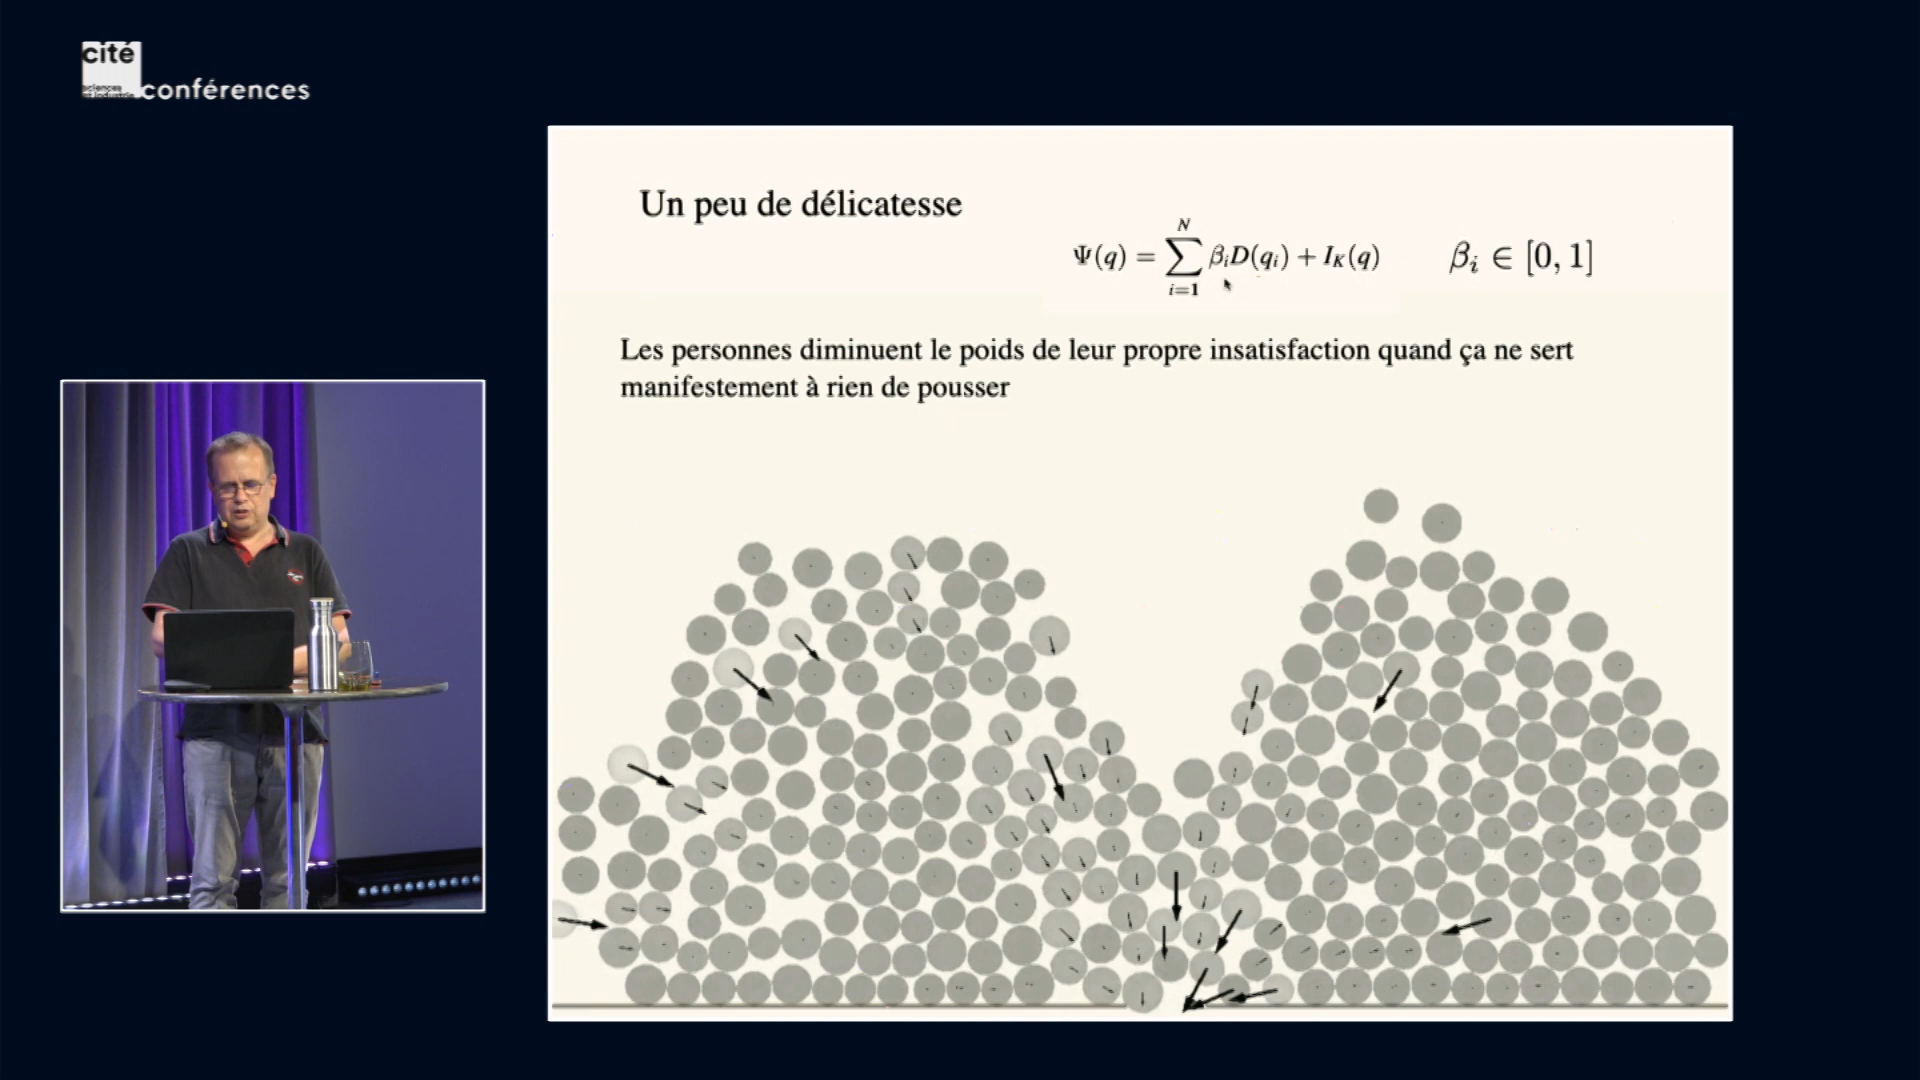 cité
sciences
et industrie
conférences
Un peu de délicatesse
Ψ(q) = ∑_{i=1}^{N} β_i D(q_i) + I_K(q)  β_i ∈ [0, 1]
Les personnes diminuent le poids de leur propre insatisfaction quand ça ne sert
manifestement à rien de pousser